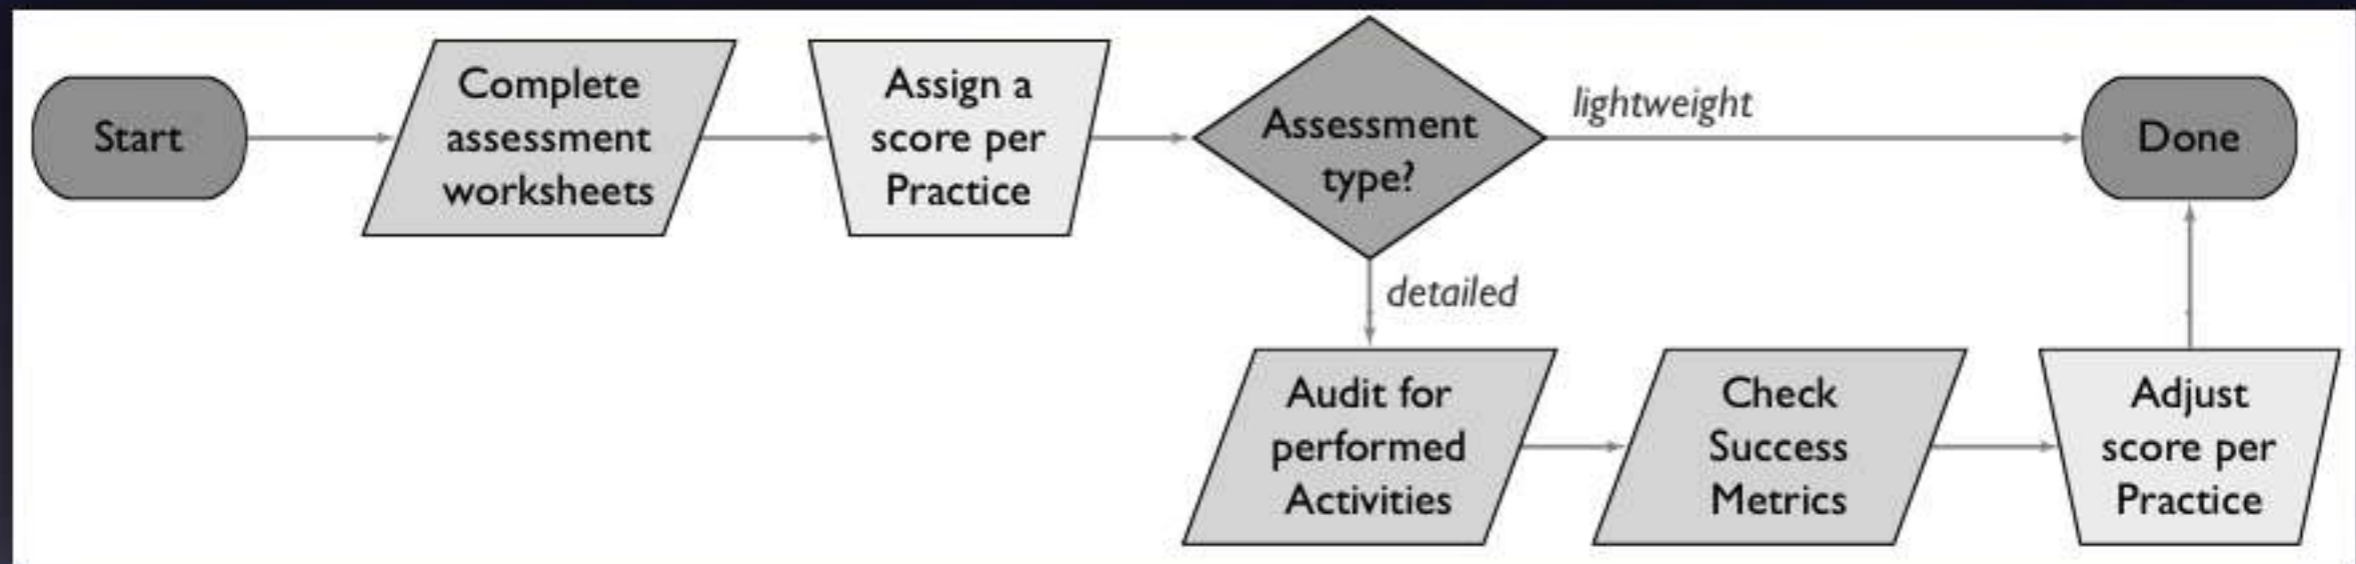 Start
Complete
assessment
worksheets
Assign a
score per
Practice
Assessment
type?
lightweight
Done
detailed
Audit for
performed
Activities
Check
Success
Metrics
Adjust
score per
Practice